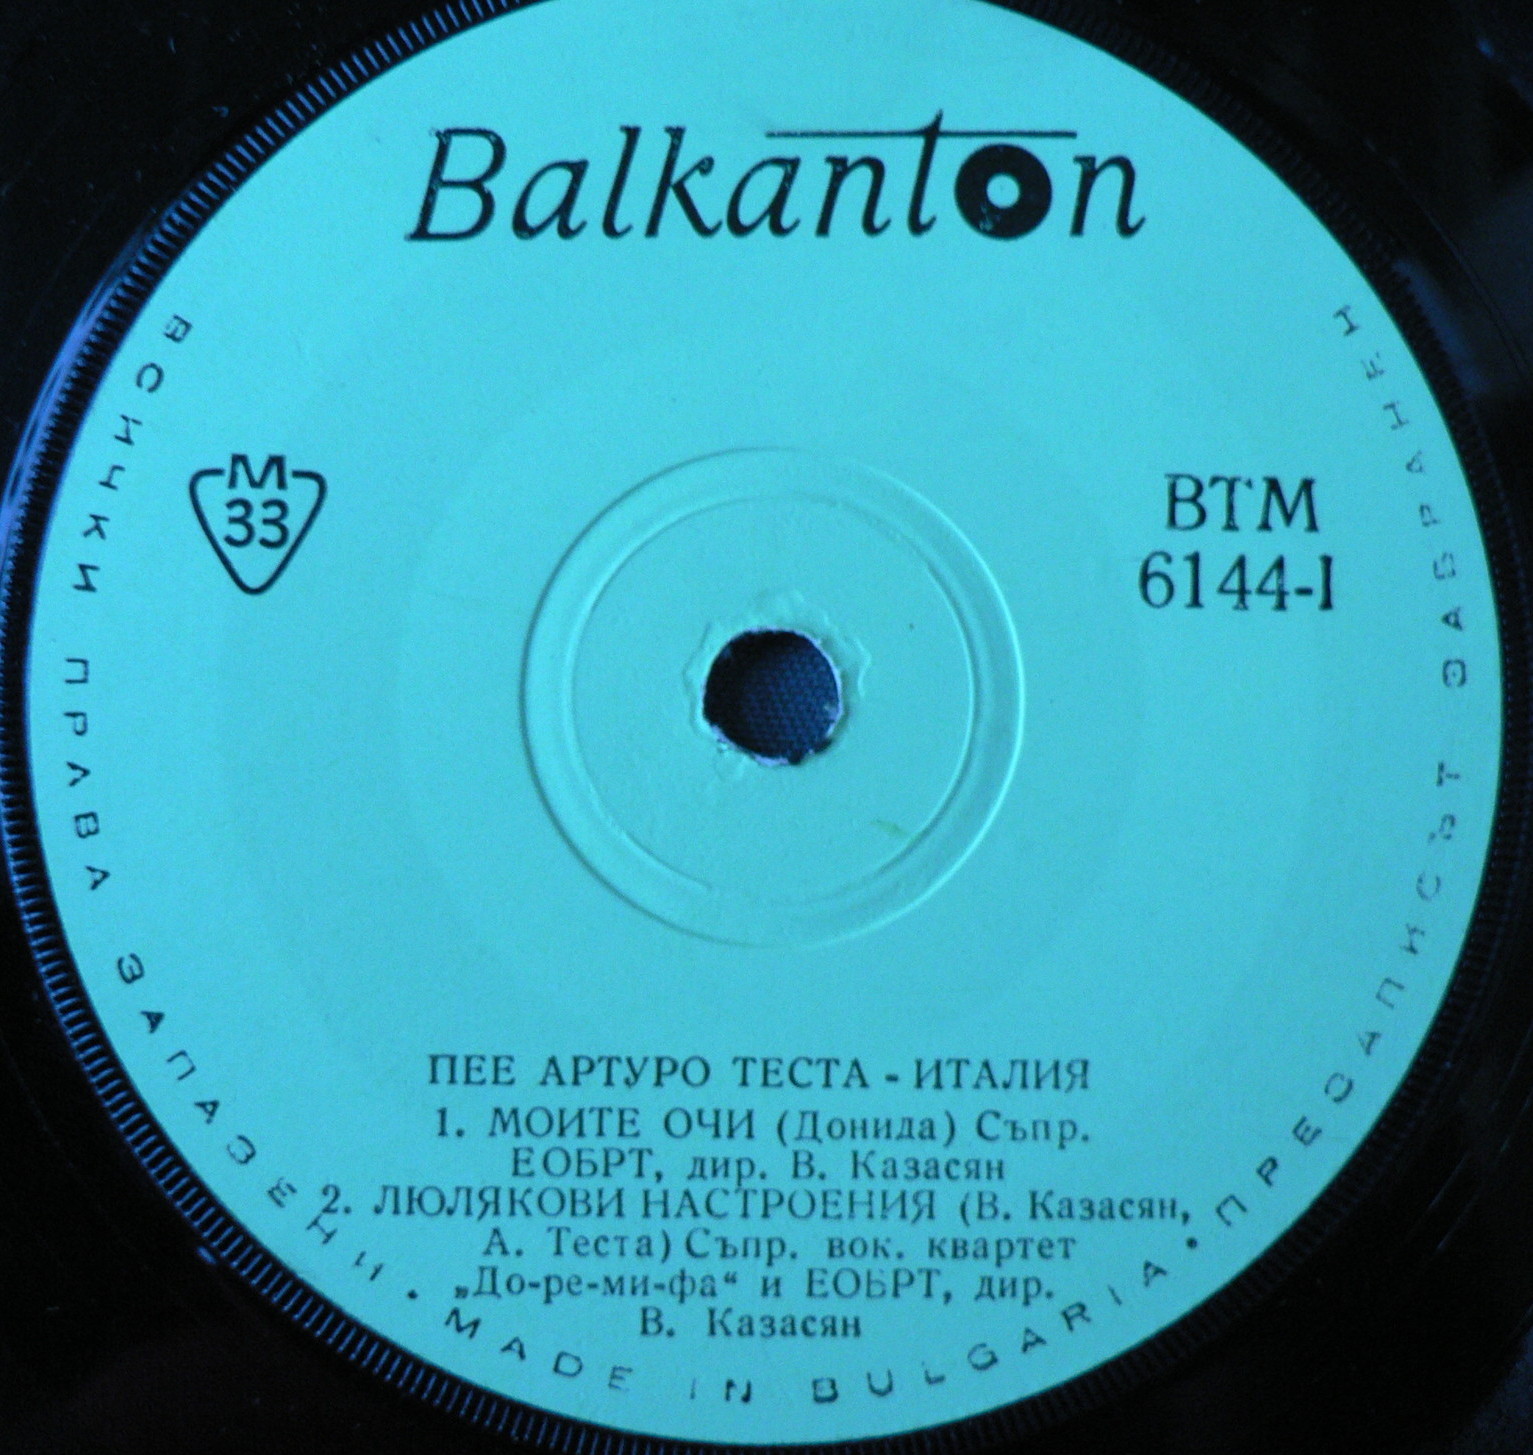 Balkanton
М
33
ВТМ
6144-I
ПЕЕ АРТУРО ТЕСТА - ИТАЛИЯ
1. МОИТЕ ОЧИ (Донида) Съпр.
ЕОБРТ, дир. В. Казасян
2. ЛЮЛЯКОВИ НАСТРОЕНИЯ (В. Казасян,
А. Теста) Съпр. вок. квартет
„До-ре-ми-фа“ и ЕОБРТ, дир.
В. Казасян
ВСИЧКИ ПРАВА ЗАПАЗЕНИ • MADE IN BULGARIA • ПРЕЗАПИСЪТ ЗАБРАНЕН